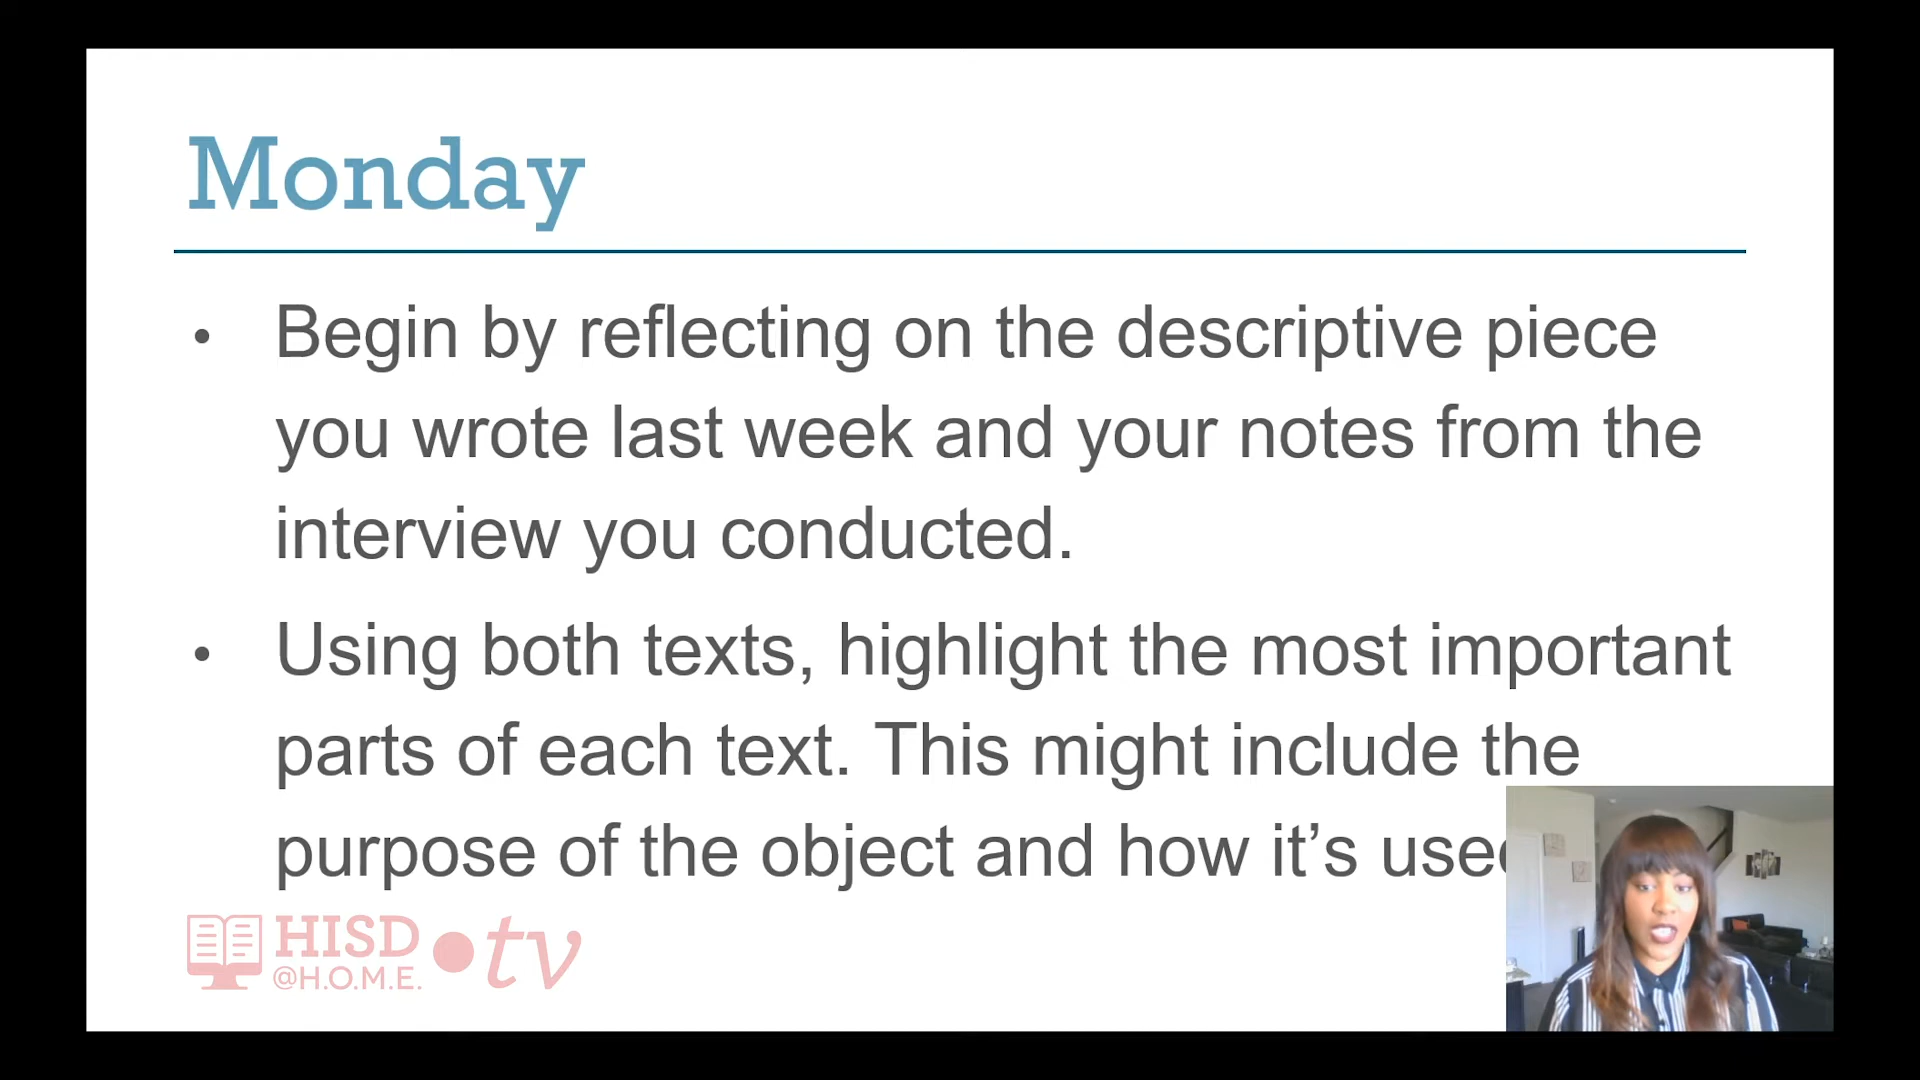 Monday
• Begin by reflecting on the descriptive piece
you wrote last week and your notes from the
interview you conducted.
• Using both texts, highlight the most important
parts of each text. This might include the
purpose of the object and how it’s used
HISD
@H.O.M.E.
tv